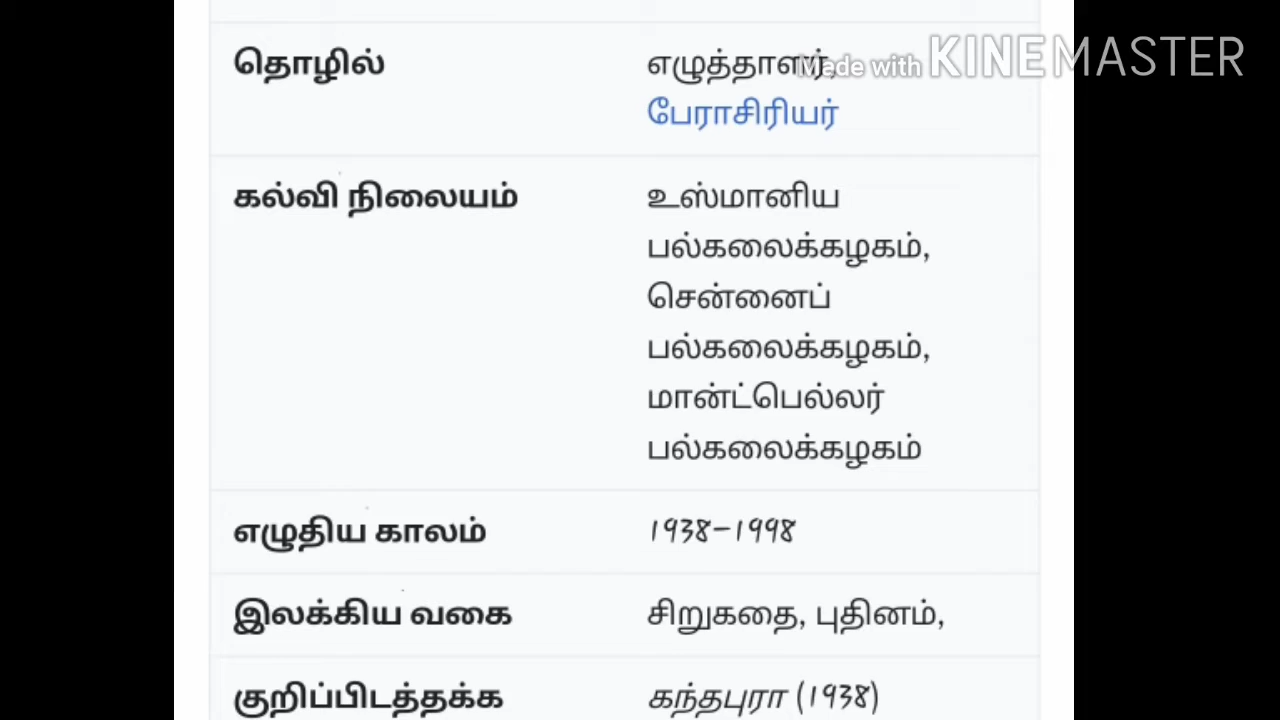 Made with KINEMASTER
தொழில் எழுத்தாளர்,
பேராசிரியர்
கல்வி நிலையம் உஸ்மானிய
பல்கலைக்கழகம்,
சென்னைப்
பல்கலைக்கழகம்,
மான்ட்பெல்லர்
பல்கலைக்கழகம்
எழுதிய காலம் 1938–1998
இலக்கிய வகை சிறுகதை, புதினம்,
குறிப்பிடத்தக்க கந்தபுரா (1938)